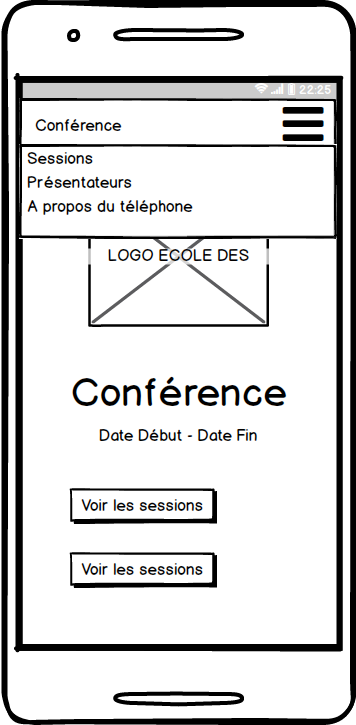 22:25
Conférence
Sessions
Présentateurs
A propos du téléphone
LOGO ECOLE DES
Conférence
Date Début - Date Fin
Voir les sessions
Voir les sessions